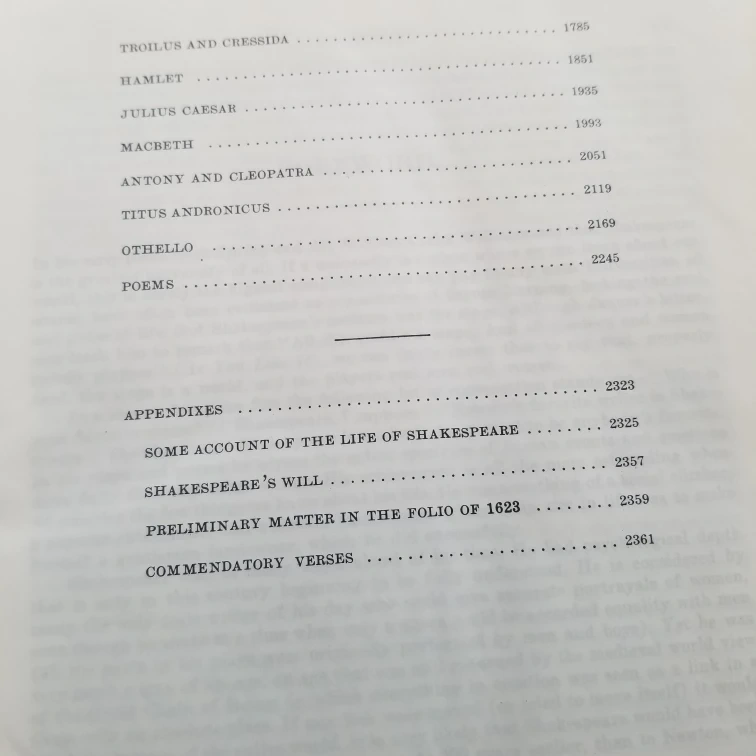 TROILUS AND CRESSIDA ............................. 1785
HAMLET ................................ 1851
JULIUS CAESAR ............................ 1935
MACBETH ............................... 1993
ANTONY AND CLEOPATRA ...................... 2051
TITUS ANDRONICUS .......................... 2119
OTHELLO ................................ 2169
POEMS .................................. 2245
APPENDIXES ............................... 2323
SOME ACCOUNT OF THE LIFE OF SHAKESPEARE ........ 2325
SHAKESPEARE'S WILL ......................... 2357
PRELIMINARY MATTER IN THE FOLIO OF 1623 ........ 2359
COMMENDATORY VERSES ....................... 2361